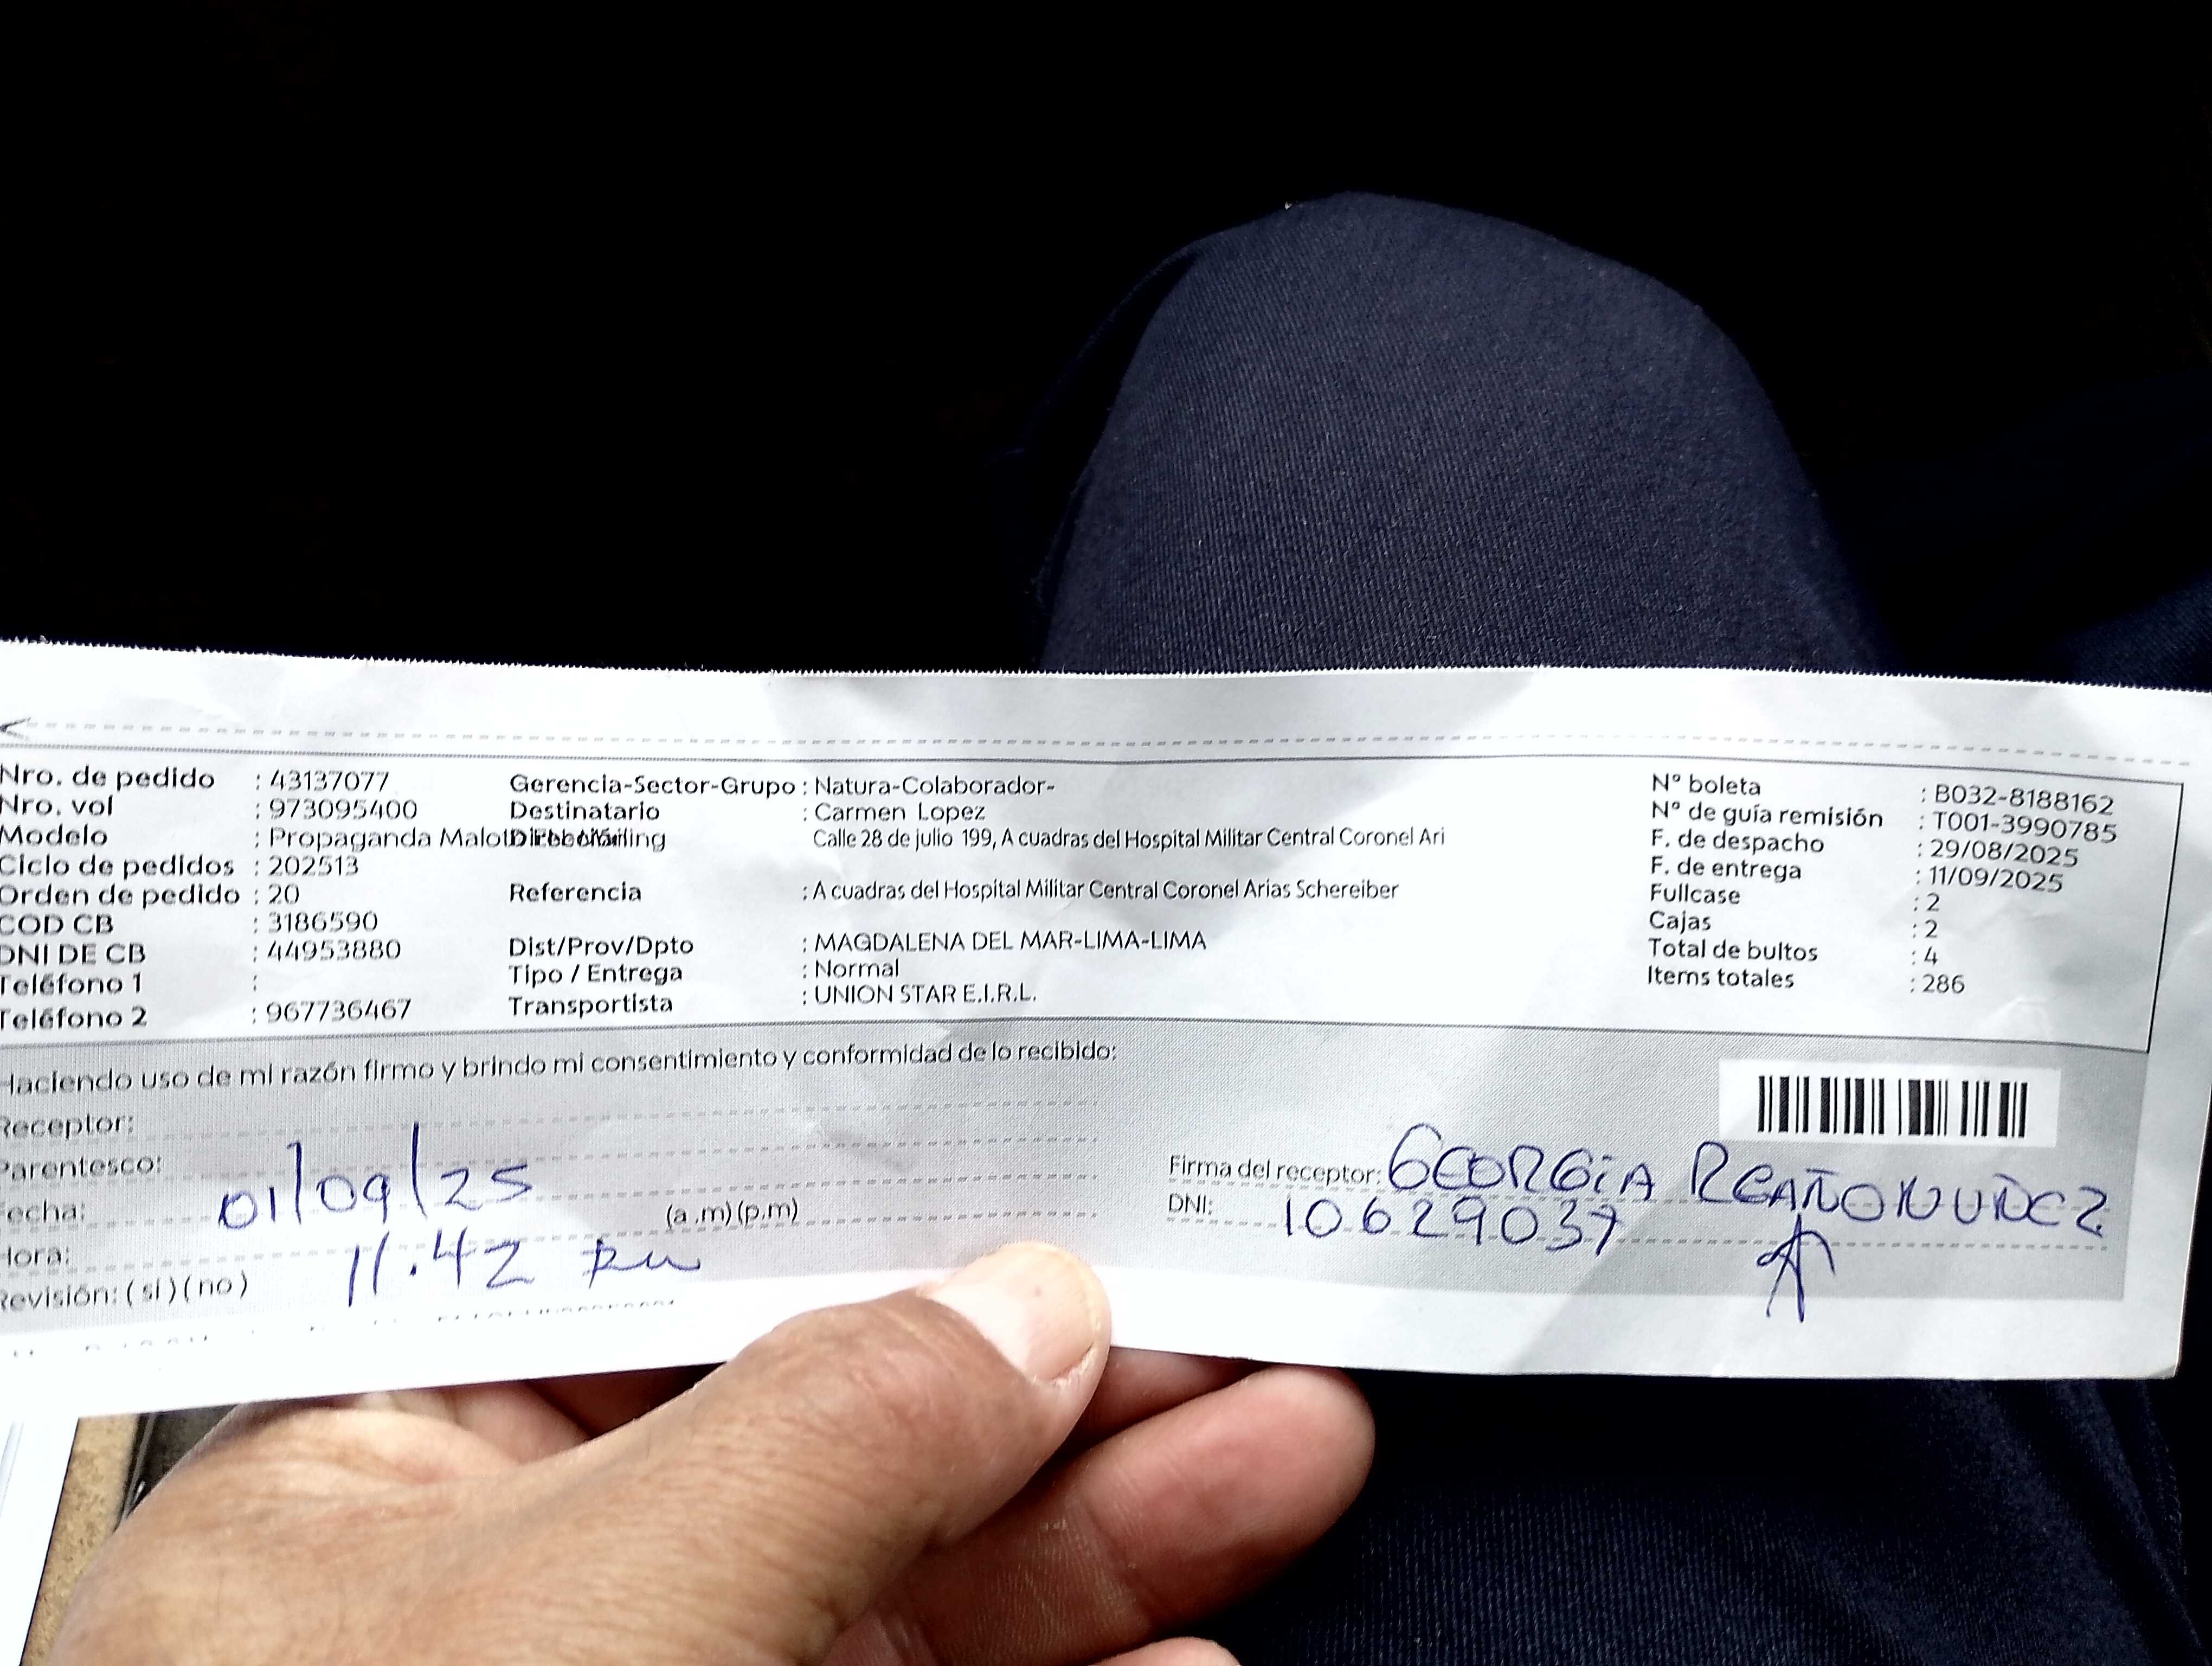 Nro. de pedido : 43137077
Nro. vol : 973095400
Modelo : Propaganda
Ciclo de pedidos : 202513
Orden de pedido : 20
COD CB : 3186590
DNI DE CB : 44953880
Teléfono 1 :
Teléfono 2 : 967736467
Gerencia-Sector-Grupo : Natura-Colaborador-
Destinatario : Carmen Lopez
Calle 28 de julio 199, A cuadras del Hospital Militar Central Coronel Ari
Referencia : A cuadras del Hospital Militar Central Coronel Arias Schereiber
Dist/Prov/Dpto : MAGDALENA DEL MAR-LIMA-LIMA
Tipo / Entrega : Normal
Transportista : UNION STAR E.I.R.L.
N° boleta : B032-8188162
N° de guía remisión : T001-3990785
F. de despacho : 29/08/2025
F. de entrega : 11/09/2025
Fullcase : 2
Cajas : 2
Total de bultos : 4
Items totales : 286
Haciendo uso de mi razón firmo y brindo mi consentimiento y conformidad de lo recibido:
Receptor:
Parentesco:
Fecha: 01/09/25
Hora: 11.42 (a.m)(p.m)
Revisión: (si)(no)
Firma del receptor: GEORGiA REAÑO NUÑEZ
DNI: 10629037